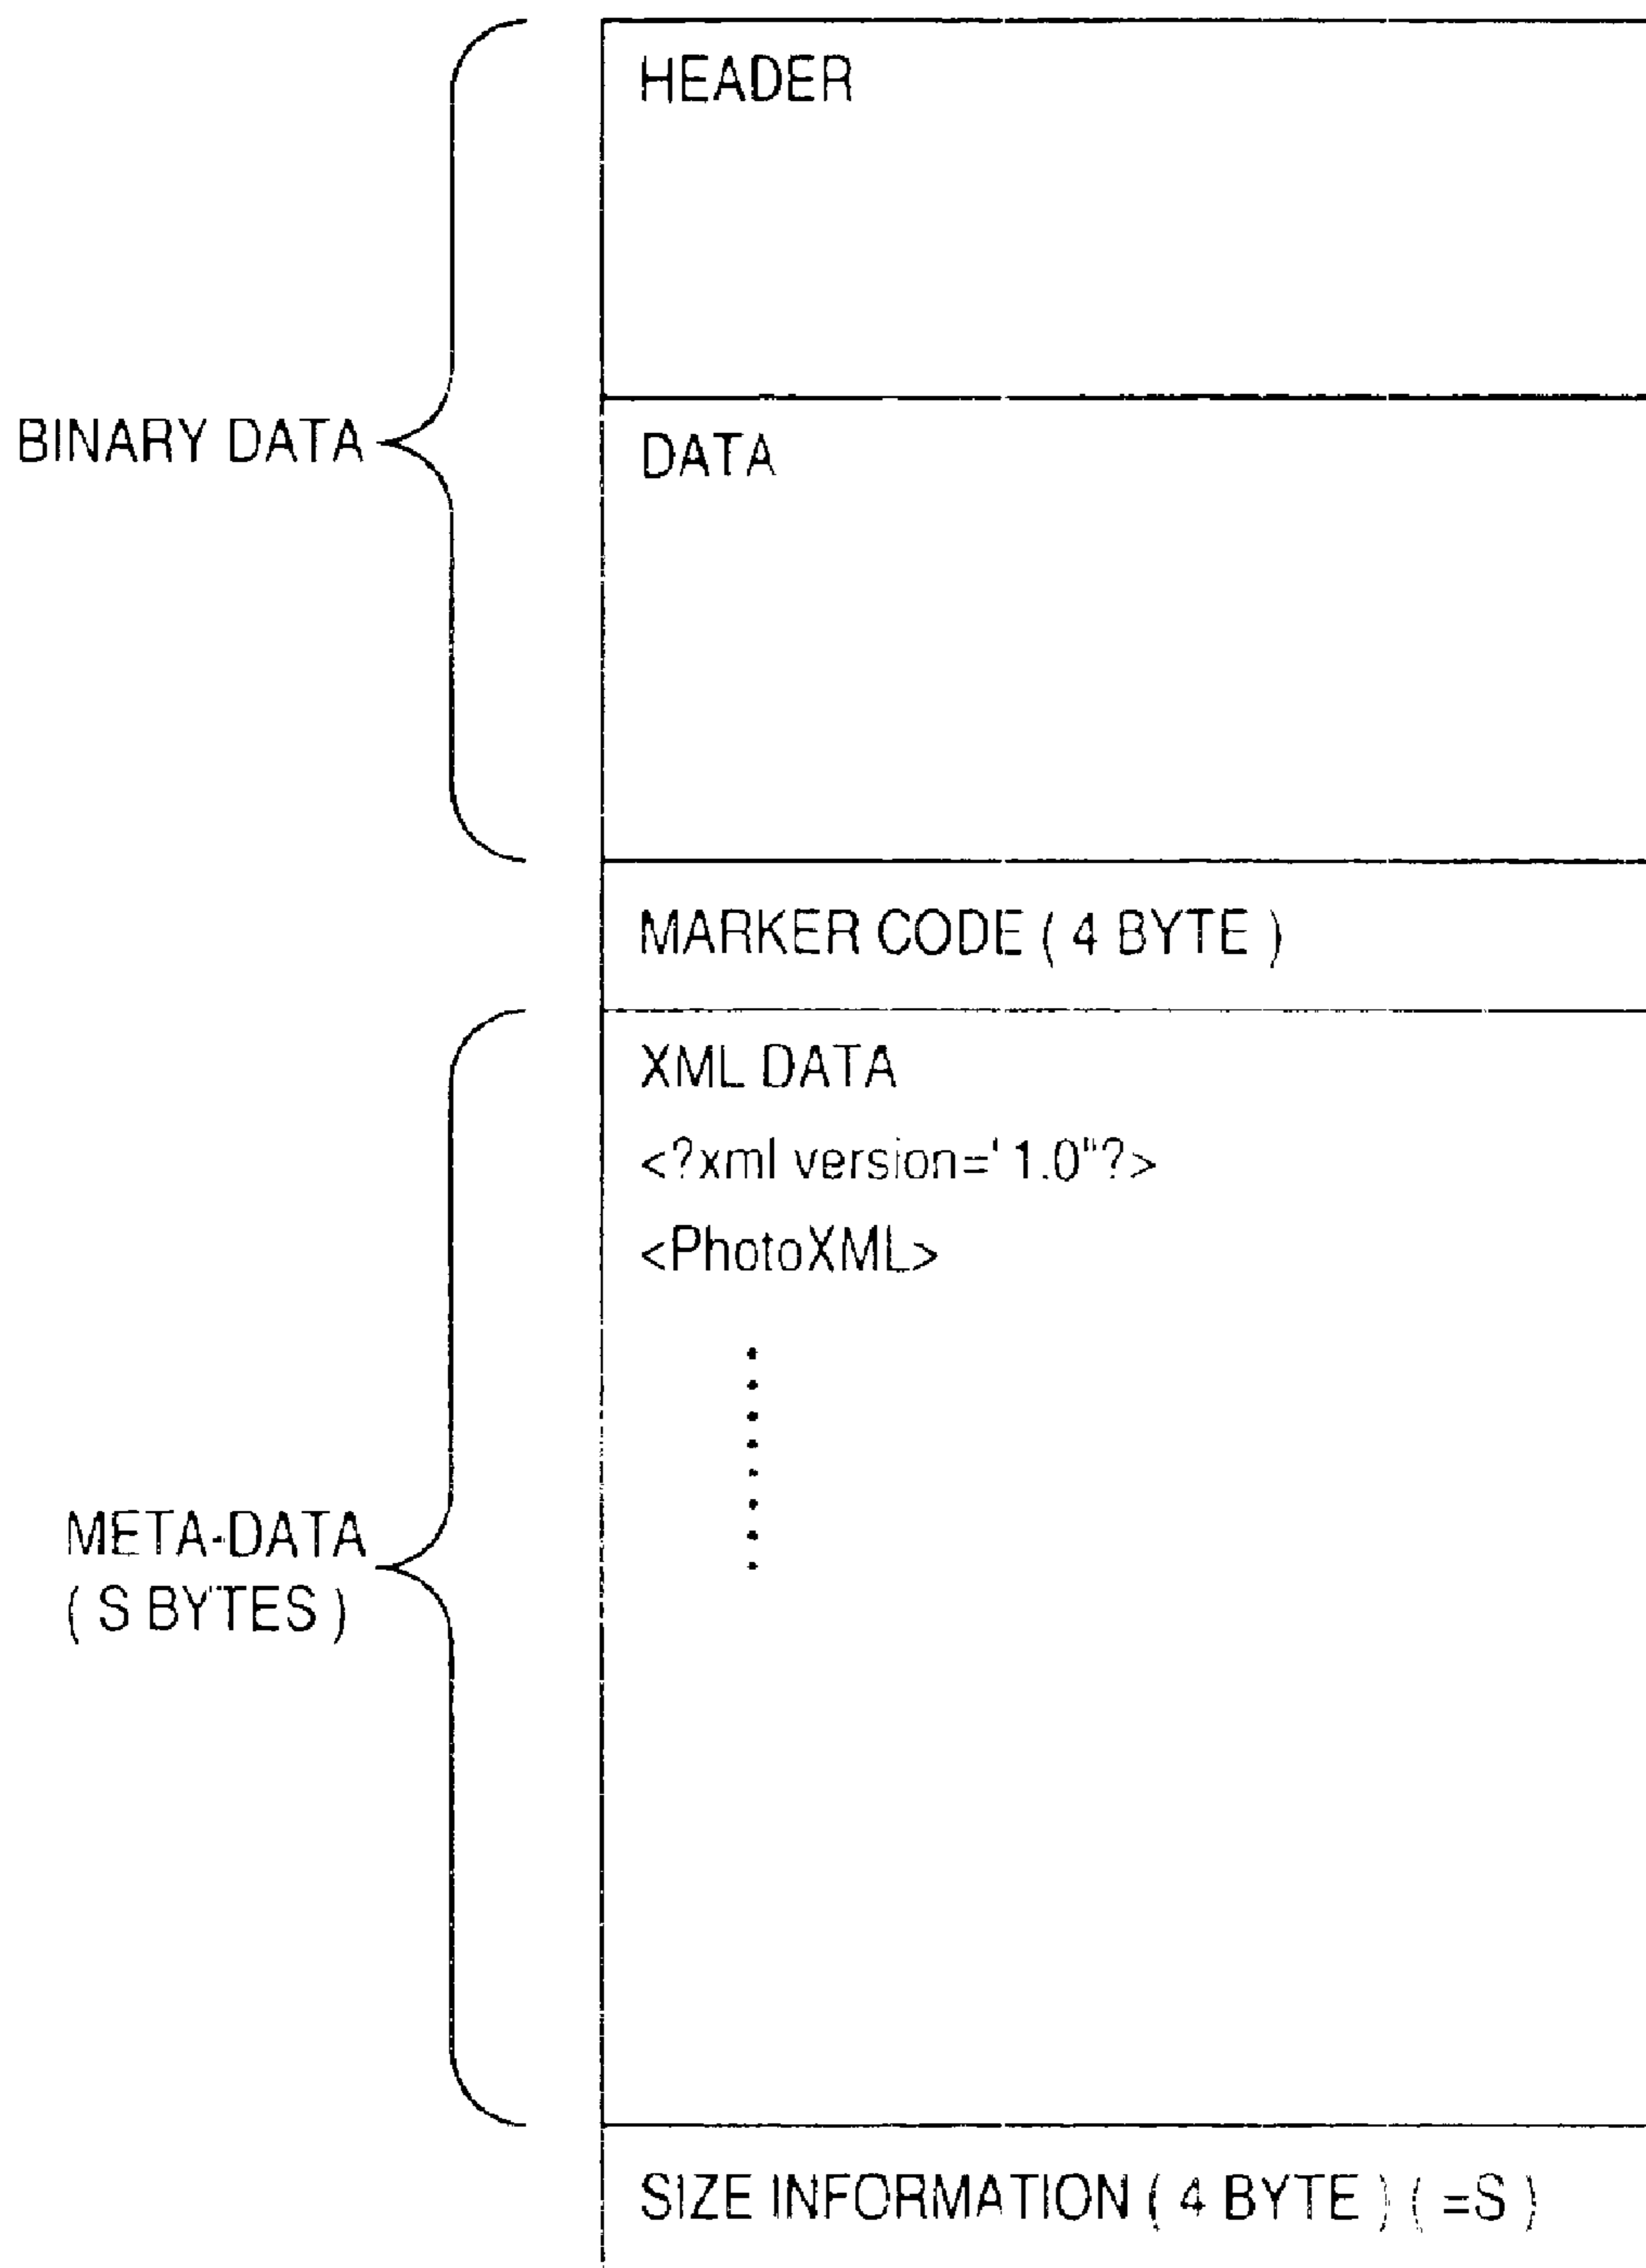 HEADER
BINARY DATA
DATA
MARKER CODE ( 4 BYTE )
XML DATA
<?xml version=' 1.0"?>
<PhotoXML>
META-DATA
( S BYTES )
SIZE INFORMATION ( 4 BYTE ) ( =S )